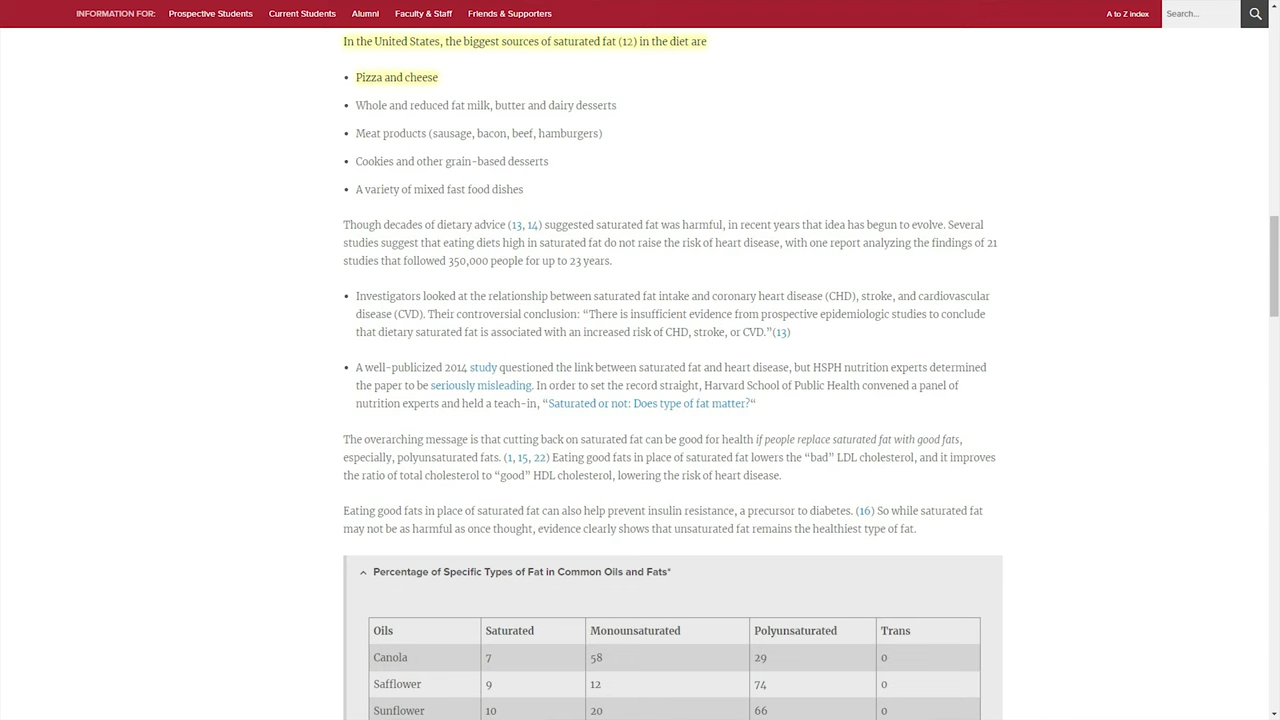 INFORMATION FOR: Prospective Students Current Students Alumni Faculty & Staff Friends & Supporters A to Z index Search...
In the United States, the biggest sources of saturated fat (12) in the diet are
• Pizza and cheese
• Whole and reduced fat milk, butter and dairy desserts
• Meat products (sausage, bacon, beef, hamburgers)
• Cookies and other grain-based desserts
• A variety of mixed fast food dishes
Though decades of dietary advice (13, 14) suggested saturated fat was harmful, in recent years that idea has begun to evolve. Several
studies suggest that eating diets high in saturated fat do not raise the risk of heart disease, with one report analyzing the findings of 21
studies that followed 350,000 people for up to 23 years.
• Investigators looked at the relationship between saturated fat intake and coronary heart disease (CHD), stroke, and cardiovascular
disease (CVD). Their controversial conclusion: “There is insufficient evidence from prospective epidemiologic studies to conclude
that dietary saturated fat is associated with an increased risk of CHD, stroke, or CVD.”(13)
• A well-publicized 2014 study questioned the link between saturated fat and heart disease, but HSPH nutrition experts determined
the paper to be seriously misleading. In order to set the record straight, Harvard School of Public Health convened a panel of
nutrition experts and held a teach-in, “Saturated or not: Does type of fat matter?“
The overarching message is that cutting back on saturated fat can be good for health if people replace saturated fat with good fats,
especially, polyunsaturated fats. (1, 15, 22) Eating good fats in place of saturated fat lowers the “bad” LDL cholesterol, and it improves
the ratio of total cholesterol to “good” HDL cholesterol, lowering the risk of heart disease.
Eating good fats in place of saturated fat can also help prevent insulin resistance, a precursor to diabetes. (16) So while saturated fat
may not be as harmful as once thought, evidence clearly shows that unsaturated fat remains the healthiest type of fat.
Percentage of Specific Types of Fat in Common Oils and Fats*
Oils Saturated Monounsaturated Polyunsaturated Trans
Canola 7 58 29 0
Safflower 9 12 74 0
Sunflower 10 20 66 0